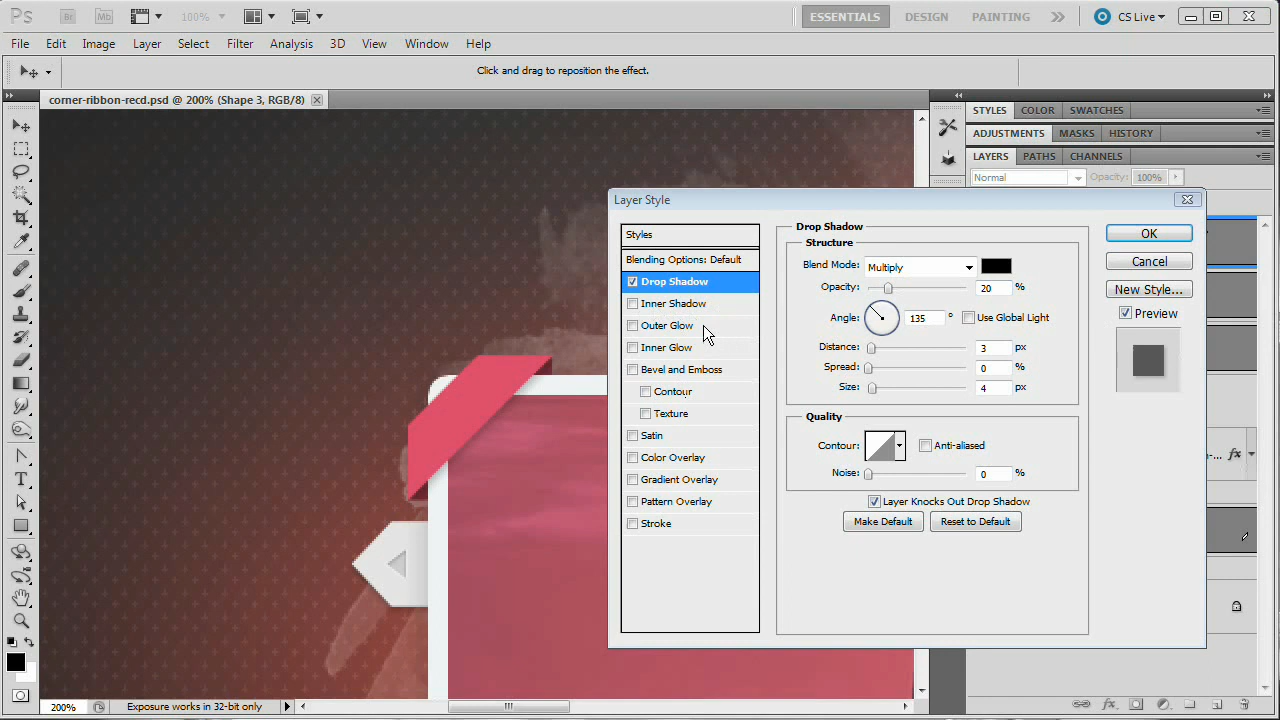 Ps Br Mb 100% ESSENTIALS DESIGN PAINTING CS Live
File Edit Image Layer Select Filter Analysis 3D View Window Help
Click and drag to reposition the effect.
corner-ribbon-recd.psd @ 200% (Shape 3, RGB/8)
STYLES COLOR SWATCHES
ADJUSTMENTS MASKS HISTORY
LAYERS PATHS CHANNELS
Normal Opacity: 100%
Layer Style
Styles
Blending Options: Default
Drop Shadow
Inner Shadow
Outer Glow
Inner Glow
Bevel and Emboss
Contour
Texture
Satin
Color Overlay
Gradient Overlay
Pattern Overlay
Stroke
Drop Shadow
Structure
Blend Mode: Multiply
Opacity: 20 %
Angle: 135 ° Use Global Light
Distance: 3 px
Spread: 0 %
Size: 4 px
Quality
Contour: Anti-aliased
Noise: 0 %
Layer Knocks Out Drop Shadow
Make Default Reset to Default
OK
Cancel
New Style...
Preview
-... fx
T
200% Exposure works in 32-bit only
fx